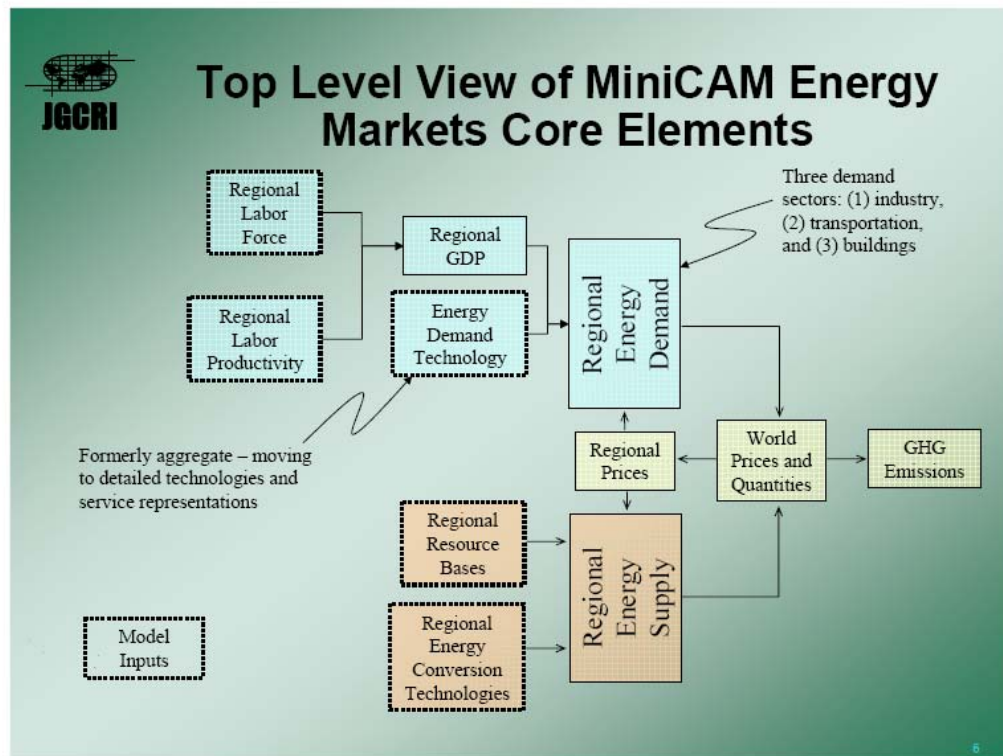 JGCRI
Top Level View of MiniCAM Energy
Markets Core Elements
Regional
Labor
Force
Regional
GDP
Three demand
sectors: (1) industry,
(2) transportation,
and (3) buildings
Regional
Labor
Productivity
Energy
Demand
Technology
Regional
Energy
Demand
Formerly aggregate – moving
to detailed technologies and
service representations
Regional
Prices
World
Prices and
Quantities
GHG
Emissions
Regional
Resource
Bases
Regional
Energy
Supply
Regional
Energy
Conversion
Technologies
Model
Inputs
6